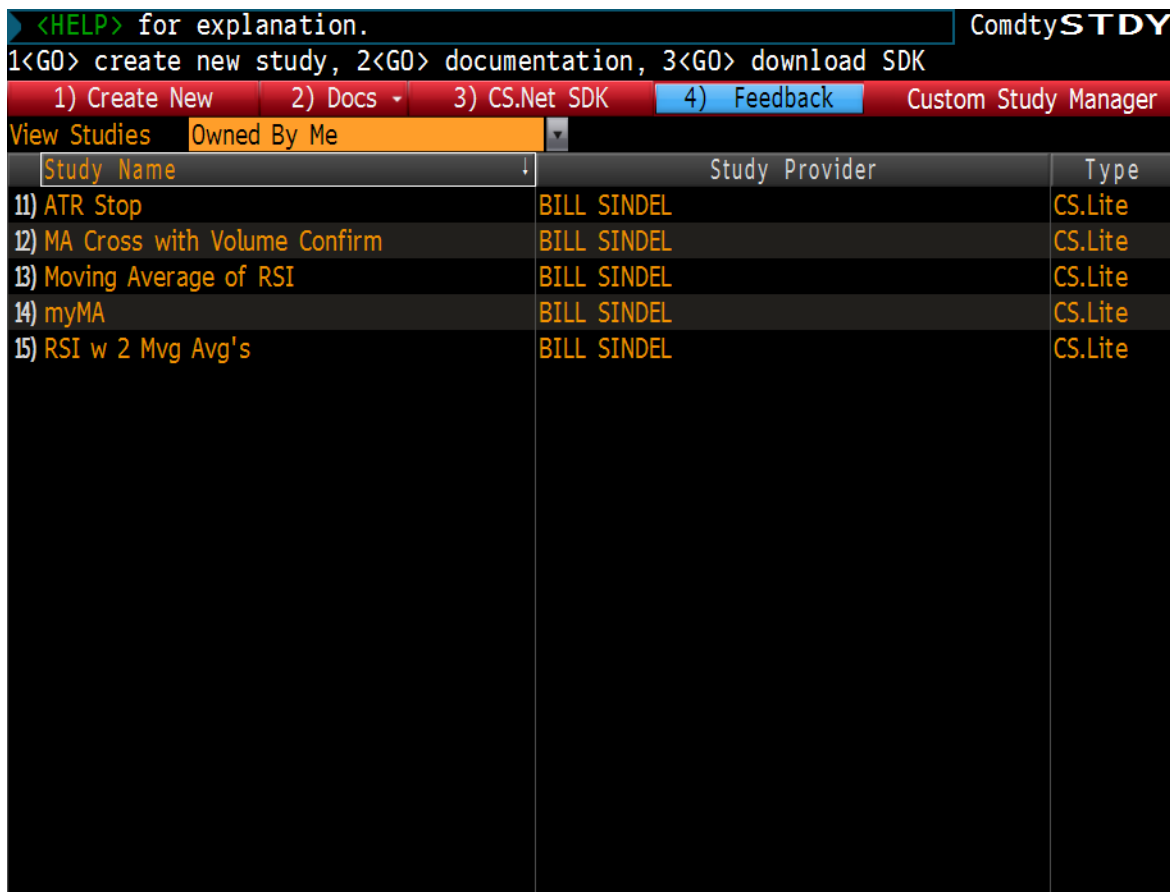 <HELP> for explanation. ComdtySTDY
1<GO> create new study, 2<GO> documentation, 3<GO> download SDK
1) Create New 2) Docs 3) CS.Net SDK 4) Feedback Custom Study Manager
View Studies Owned By Me
Study Name Study Provider Type
11) ATR Stop BILL SINDEL CS.Lite
12) MA Cross with Volume Confirm BILL SINDEL CS.Lite
13) Moving Average of RSI BILL SINDEL CS.Lite
14) myMA BILL SINDEL CS.Lite
15) RSI w 2 Mvg Avg's BILL SINDEL CS.Lite